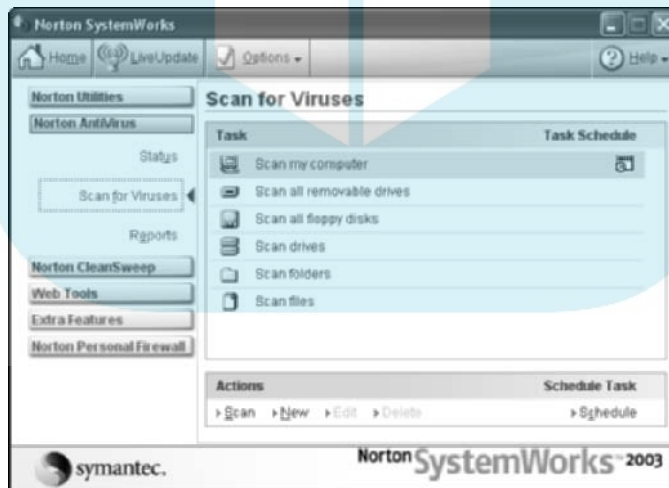 Norton SystemWorks
Home LiveUpdate Options Help
Norton Utilities
Norton AntiVirus
Status
Scan for Viruses
Reports
Norton CleanSweep
Web Tools
Extra Features
Norton Personal Firewall
Scan for Viruses
Task Task Schedule
Scan my computer
Scan all removable drives
Scan all floppy disks
Scan drives
Scan folders
Scan files
Actions Schedule Task
Scan New Edit Delete Schedule
symantec.
Norton SystemWorks™ 2003